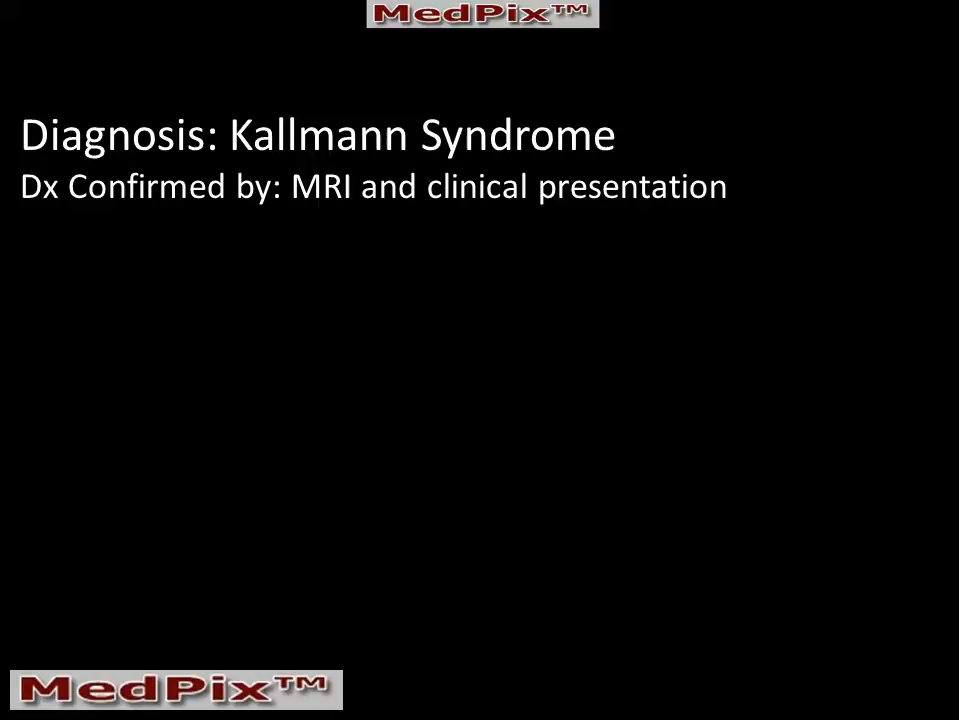 MedPix™
Diagnosis: Kallmann Syndrome
Dx Confirmed by: MRI and clinical presentation
MedPix™